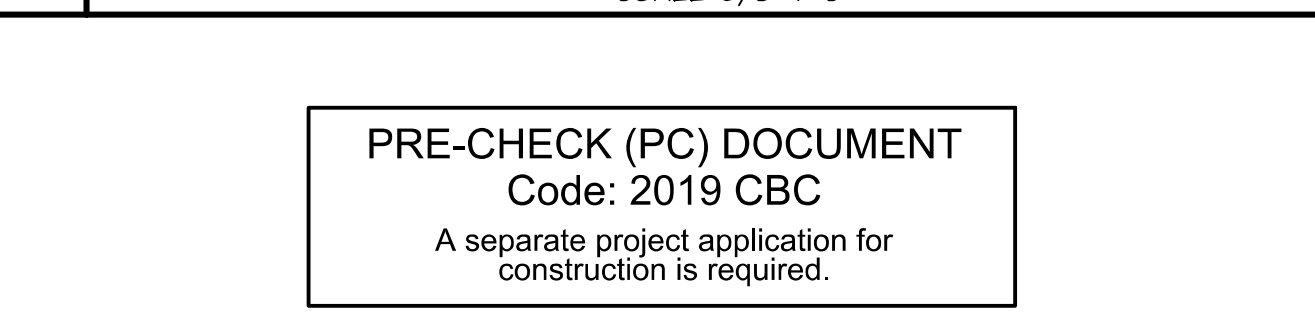 PRE-CHECK (PC) DOCUMENT
Code: 2019 CBC
A separate project application for
construction is required.